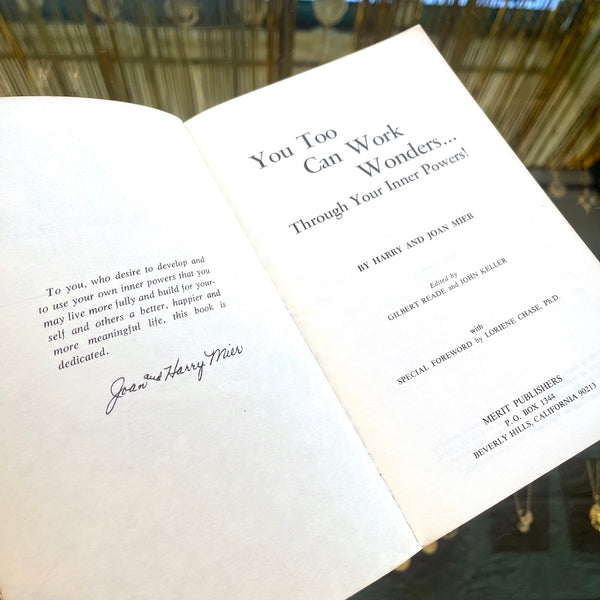 To you, who desire to develop and
to use your own inner powers that you
may live more fully and build for your-
self and others a better, happier and
more meaningful life, this book is
dedicated.
Joan and Harry Mier
You Too
Can Work
Wonders...
Through Your Inner Powers!
BY HARRY AND JOAN MIER
Edited by
GILBERT READE and JOHN KELLER
with
SPECIAL FOREWORD by LORIENE CHASE, Ph.D.
MERIT PUBLISHERS
P. O. BOX 1344
BEVERLY HILLS, CALIFORNIA 90213